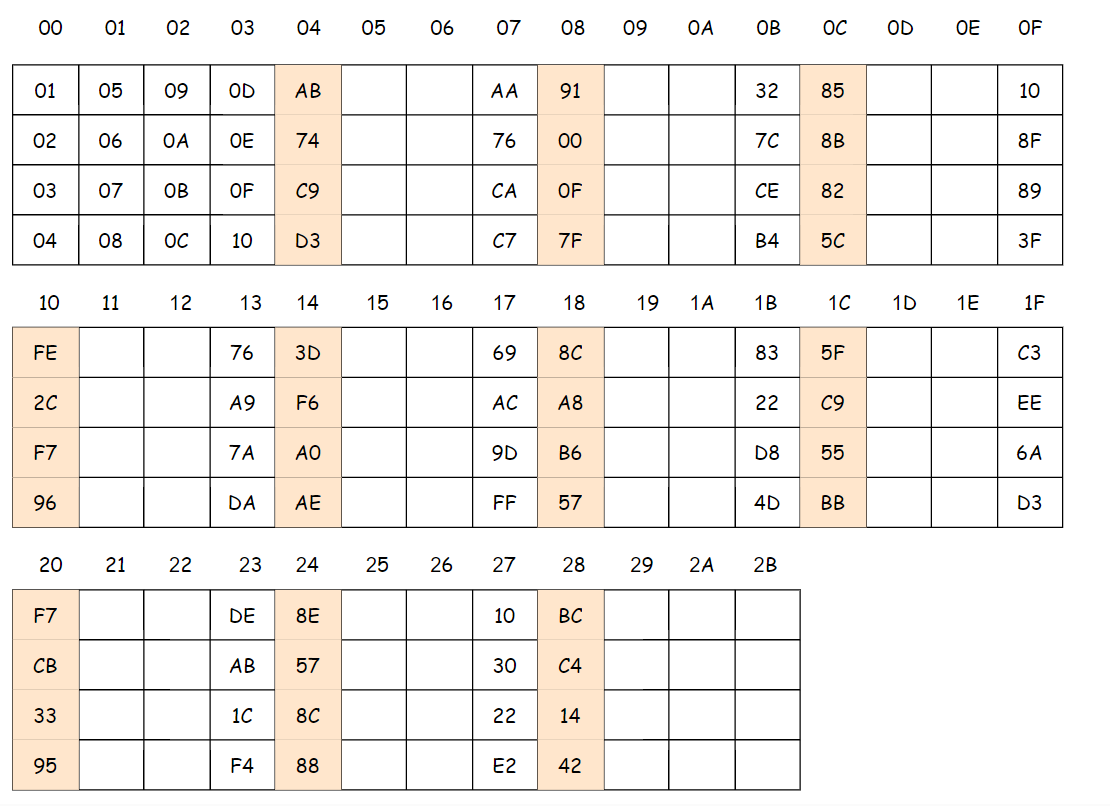 00 01 02 03 04 05 06 07 08 09 0A 0B 0C 0D 0E 0F
01 05 09 0D AB AA 91 32 85 10
02 06 0A 0E 74 76 00 7C 8B 8F
03 07 0B 0F C9 CA 0F CE 82 89
04 08 0C 10 D3 C7 7F B4 5C 3F
10 11 12 13 14 15 16 17 18 19 1A 1B 1C 1D 1E 1F
FE 76 3D 69 8C 83 5F C3
2C A9 F6 AC A8 22 C9 EE
F7 7A A0 9D B6 D8 55 6A
96 DA AE FF 57 4D BB D3
20 21 22 23 24 25 26 27 28 29 2A 2B
F7 DE 8E 10 BC
CB AB 57 30 C4
33 1C 8C 22 14
95 F4 88 E2 42